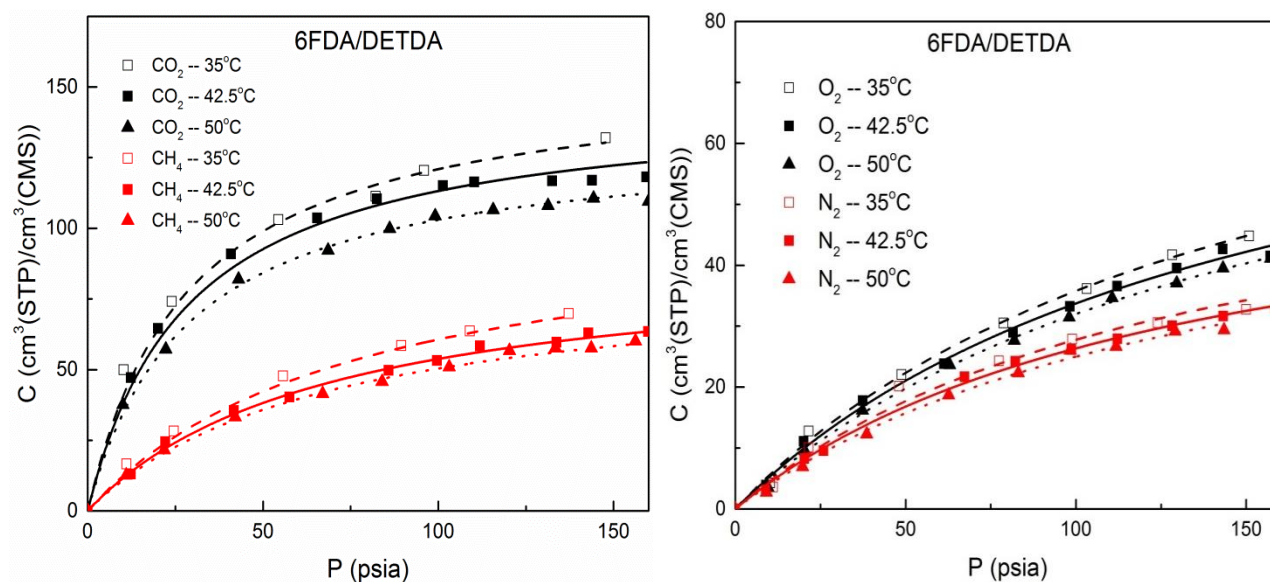 6FDA/DETDA
CO2 -- 35°C
CO2 -- 42.5°C
CO2 -- 50°C
CH4 -- 35°C
CH4 -- 42.5°C
CH4 -- 50°C
C (cm³(STP)/cm³(CMS))
150
100
50
0
0 50 100 150
P (psia)
6FDA/DETDA
O2 -- 35°C
O2 -- 42.5°C
O2 -- 50°C
N2 -- 35°C
N2 -- 42.5°C
N2 -- 50°C
C (cm³(STP)/cm³(CMS))
80
60
40
20
0
0 50 100 150
P (psia)